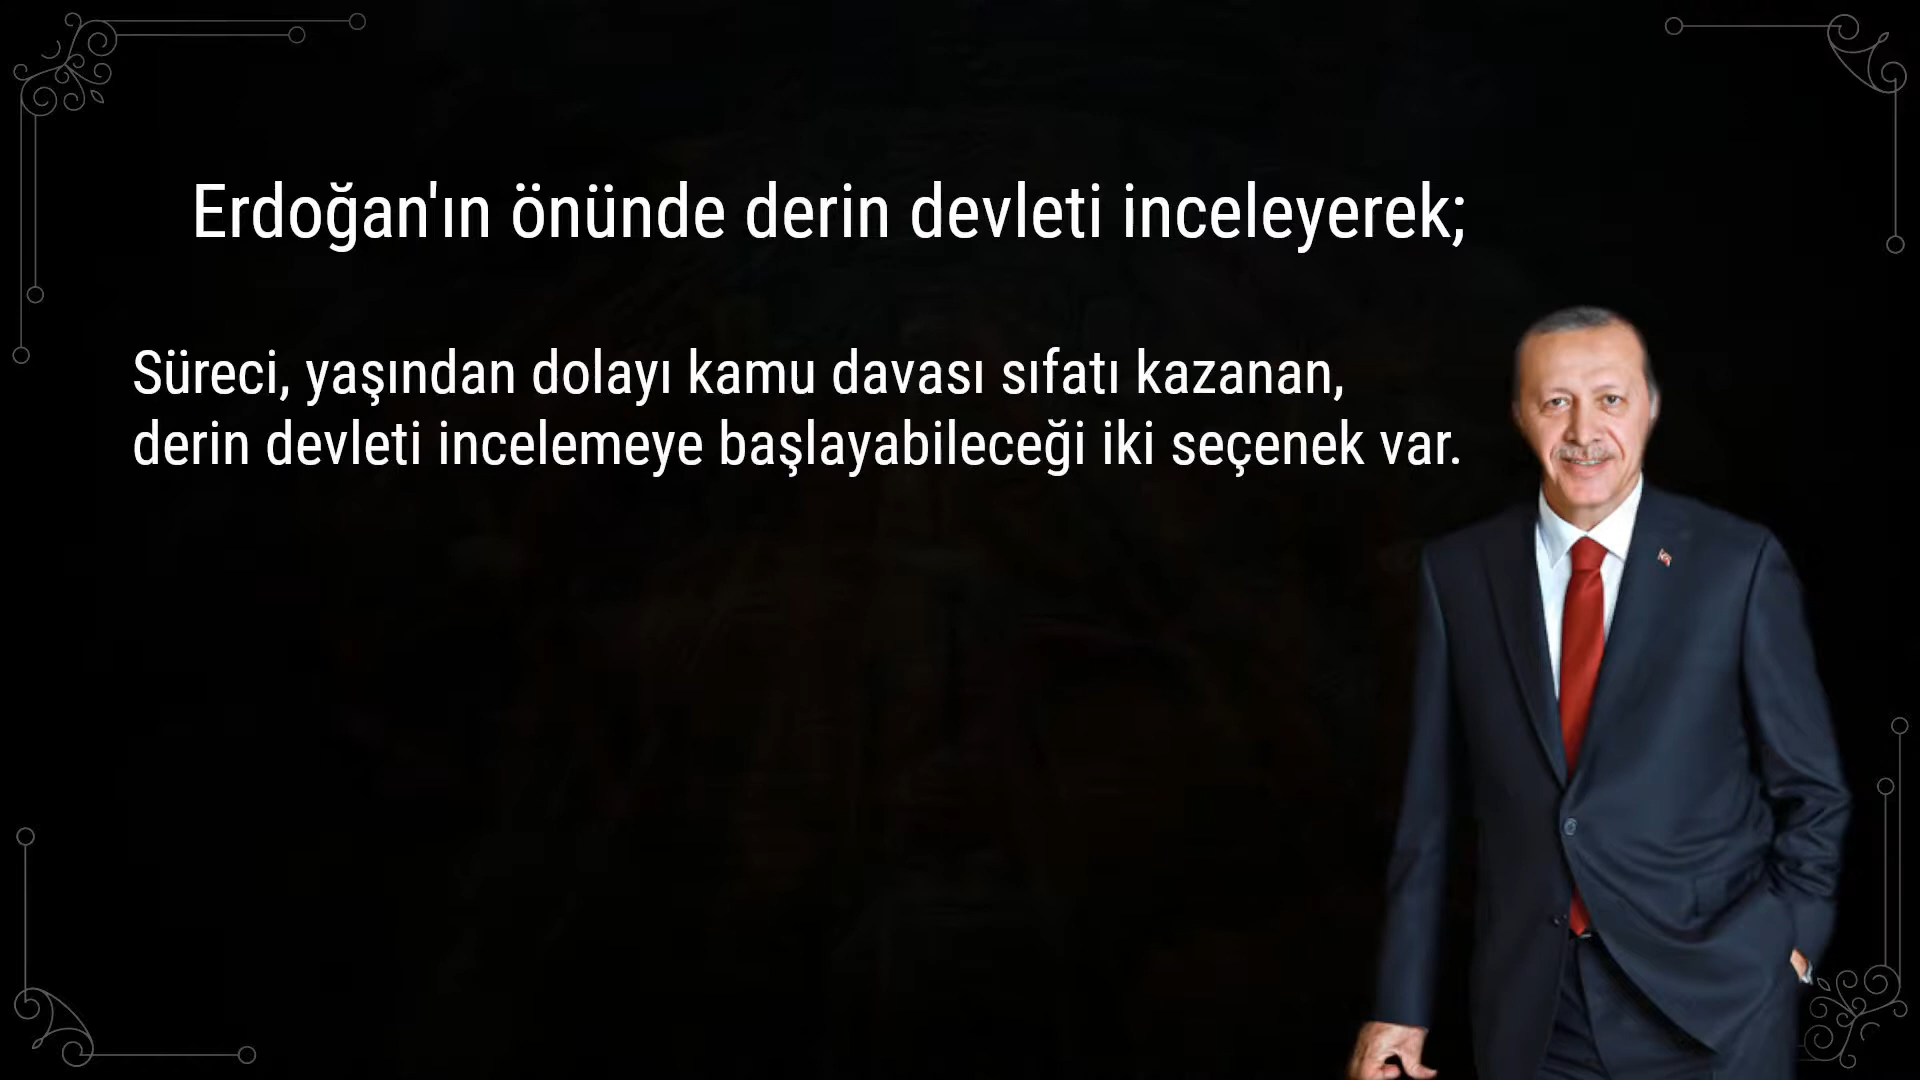 Erdoğan'ın önünde derin devleti inceleyerek;
Süreci, yaşından dolayı kamu davası sıfatı kazanan,
derin devleti incelemeye başlayabileceği iki seçenek var.